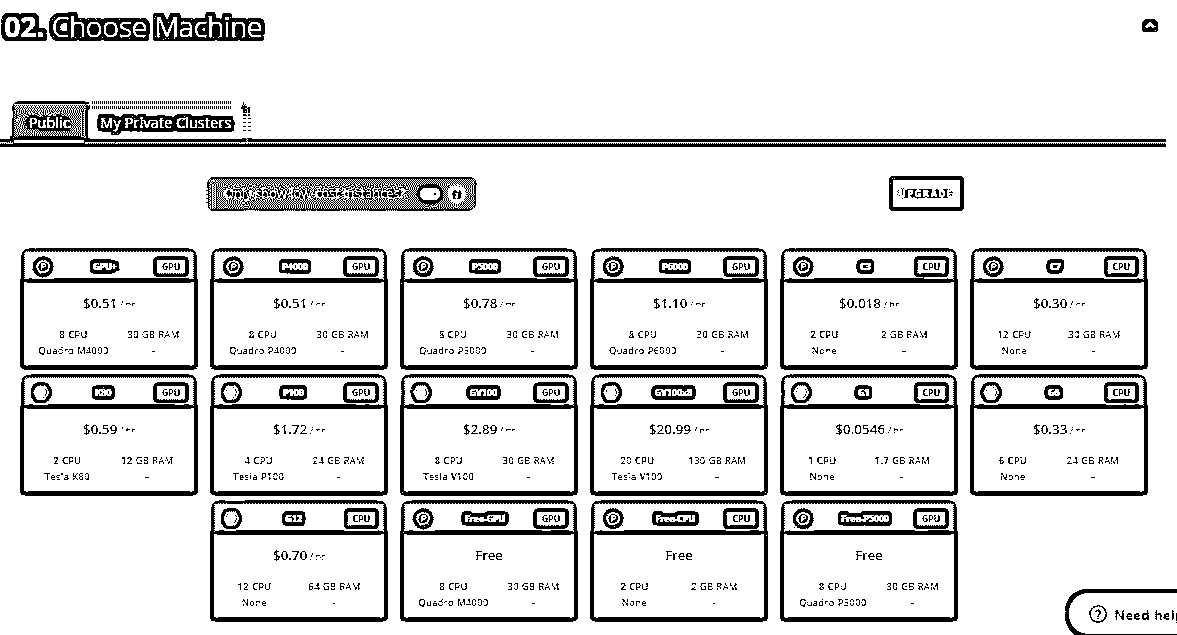 02. Choose Machine
Public My Private Clusters
Only show low-cost instances?
UPGRADE
GPU+ GPU P4000 GPU P5000 GPU P6000 GPU CPU CPU
$0.51 /hr $0.51 /hr $0.78 /hr $1.10 /hr $0.018 /hr $0.30 /hr
8 CPU 30 GB RAM 8 CPU 30 GB RAM 8 CPU 30 GB RAM 8 CPU 30 GB RAM 2 CPU 2 GB RAM 12 CPU 30 GB RAM
Quadro M4000 - Quadro P4000 - Quadro P5000 - Quadro P6000 - None - None -
K80 GPU P100 GPU GV100 GPU GV100x8 GPU G1 CPU G6 CPU
$0.59 /hr $1.72 /hr $2.89 /hr $20.99 /hr $0.0546 /hr $0.33 /hr
2 CPU 12 GB RAM 4 CPU 24 GB RAM 8 CPU 30 GB RAM 20 CPU 130 GB RAM 1 CPU 1.7 GB RAM 6 CPU 24 GB RAM
Tesla K80 - Tesla P100 - Tesla V100 - Tesla V100 - None - None -
G12 CPU Free-GPU GPU Free-CPU CPU Free-P5000 GPU
$0.70 /hr Free Free Free
12 CPU 64 GB RAM 8 CPU 30 GB RAM 2 CPU 2 GB RAM 8 CPU 30 GB RAM
None - Quadro M4000 - None - Quadro P5000 -
Need help